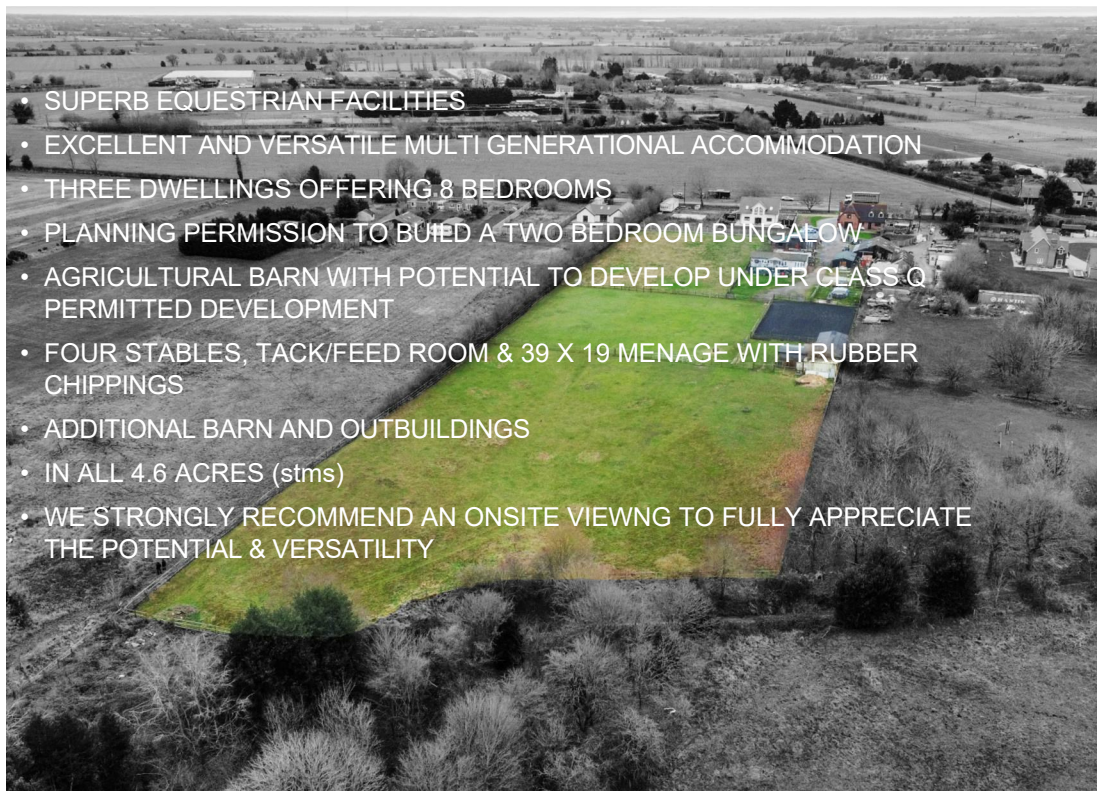 • SUPERB EQUESTRIAN FACILITIES
• EXCELLENT AND VERSATILE MULTI GENERATIONAL ACCOMMODATION
• THREE DWELLINGS OFFERING 8 BEDROOMS
• PLANNING PERMISSION TO BUILD A TWO BEDROOM BUNGALOW
• AGRICULTURAL BARN WITH POTENTIAL TO DEVELOP UNDER CLASS Q
PERMITTED DEVELOPMENT
• FOUR STABLES, TACK/FEED ROOM & 39 X 19 MENAGE WITH RUBBER
CHIPPINGS
• ADDITIONAL BARN AND OUTBUILDINGS
• IN ALL 4.6 ACRES (stms)
• WE STRONGLY RECOMMEND AN ONSITE VIEWNG TO FULLY APPRECIATE
THE POTENTIAL & VERSATILITY